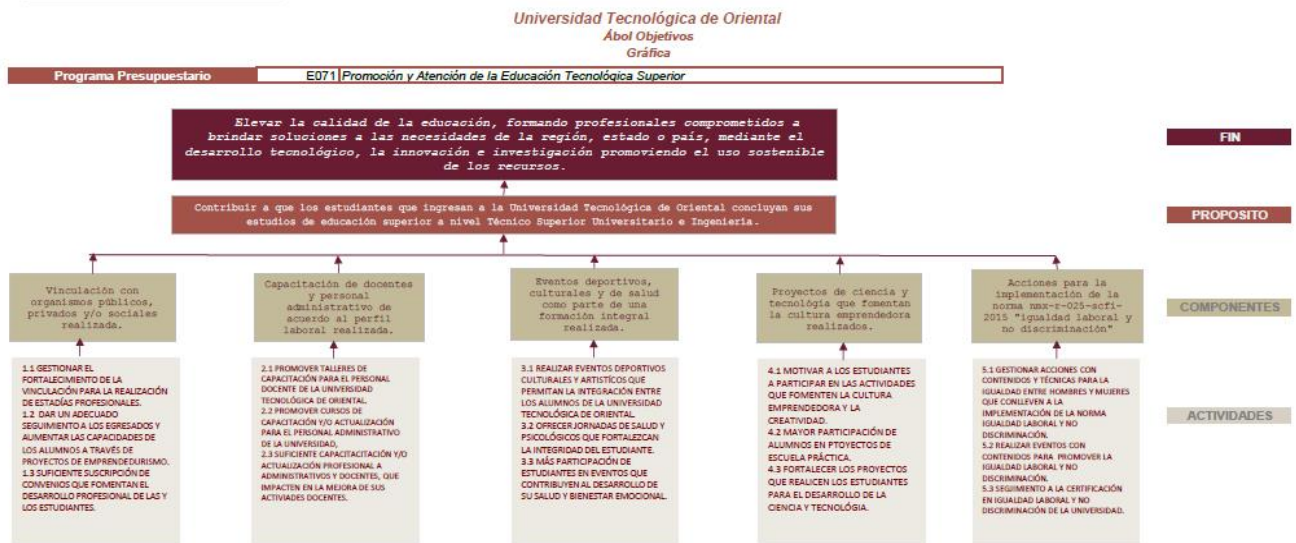 Universidad Tecnológica de Oriental
Ábol Objetivos
Gráfica
Programa Presupuestario
E071 Promoción y Atención de la Educación Tecnológica Superior
Elevar la calidad de la educación, formando profesionales comprometidos a
brindar soluciones a las necesidades de la región, estado o país, mediante el
desarrollo tecnológico, la innovación e investigación promoviendo el uso sostenible
de los recursos.
FIN
Contribuir a que los estudiantes que ingresan a la Universidad Tecnológica de Oriental concluyan sus
estudios de educación superior a nivel Técnico Superior Universitario e Ingenieria.
PROPOSITO
Vinculación con
organismos públicos,
privados y/o sociales
realizada.
Capacitación de docentes
y personal
administrativo de
acuerdo al perfil
laboral realizada.
Eventos deportivos,
culturales y de salud
como parte de una
formación integral
realizada.
Proyectos de ciencia y
tecnología que fomentan
la cultura emprendedora
realizados.
Acciones para la
implementación de la
norma nmx-r-025-scfi-
2015 "igualdad laboral y
no discriminación"
COMPONENTES
1.1 GESTIONAR EL
FORTALECIMIENTO DE LA
VINCULACIÓN PARA LA REALIZACIÓN
DE ESTADÍAS PROFESIONALES.
1.2 DAR UN ADECUADO
SEGUIMIENTO A LOS EGRESADOS Y
AUMENTAR LAS CAPACIDADES DE
LOS ALUMNOS A TRAVÉS DE
PROYECTOS DE EMPRENDEDURISMO.
1.3 SUFICIENTE SUSCRIPCIÓN DE
CONVENIOS QUE FOMENTAN EL
DESARROLLO PROFESIONAL DE LAS Y
LOS ESTUDIANTES.
2.1 PROMOVER TALLERES DE
CAPACITACIÓN PARA EL PERSONAL
DOCENTE DE LA UNIVERSIDAD
TECNOLÓGICA DE ORIENTAL.
2.2 PROMOVER CURSOS DE
CAPACITACIÓN Y/O ACTUALIZACIÓN
PARA EL PERSONAL ADMINISTRATIVO
DE LA UNIVERSIDAD,
2.3 SUFICIENTE CAPACITACITACIÓN Y/O
ACTUALIZACIÓN PROFESIONAL A
ADMINISTRATIVOS Y DOCENTES, QUE
IMPACTEN EN LA MEJORA DE SUS
ACTIVIADES DOCENTES.
3.1 REALIZAR EVENTOS DEPORTIVOS
CULTURALES Y ARTISTÍCOS QUE
PERMITAN LA INTEGRACIÓN ENTRE
LOS ALUMNOS DE LA UNIVERSIDAD
TECNOLÓGICA DE ORIENTAL.
3.2 OFRECER JORNADAS DE SALUD Y
PSICOLÓGICOS QUE FORTALEZCAN
LA INTEGRIDAD DEL ESTUDIANTE.
3.3 MÁS PARTICIPACIÓN DE
ESTUDIANTES EN EVENTOS QUE
CONTRIBUYEN AL DESARROLLO DE
SU SALUD Y BIENESTAR EMOCIONAL.
4.1 MOTIVAR A LOS ESTUDIANTES
A PARTICIPAR EN LAS ACTIVIDADES
QUE FOMENTEN LA CULTURA
EMPRENDEDORA Y LA
CREATIVIDAD.
4.2 MAYOR PARTICIPACIÓN DE
ALUMNOS EN PTOYECTOS DE
ESCUELA PRÁCTICA.
4.3 FORTALECER LOS PROYECTOS
QUE REALICEN LOS ESTUDIANTES
PARA EL DESARROLLO DE LA
CIENCIA Y TECNOLÓGIA.
5.1 GESTIONAR ACCIONES CON
CONTENIDOS Y TÉCNICAS PARA LA
IGUALDAD ENTRE HOMBRES Y MUJERES
QUE CONLLEVEN A LA
IMPLEMENTACIÓN DE LA NORMA
IGUALDAD LABORAL Y NO
DISCRIMINACIÓN.
5.2 REALIZAR EVENTOS CON
CONTENIDOS PARA PROMOVER LA
IGUALDAD LABORAL Y NO
DISCRIMINACIÓN.
5.3 SEGIMIENTO A LA CERTIFICACIÓN
EN IGUALDAD LABORAL Y NO
DISCRIMINACIÓN DE LA UNIVERSIDAD.
ACTIVIDADES